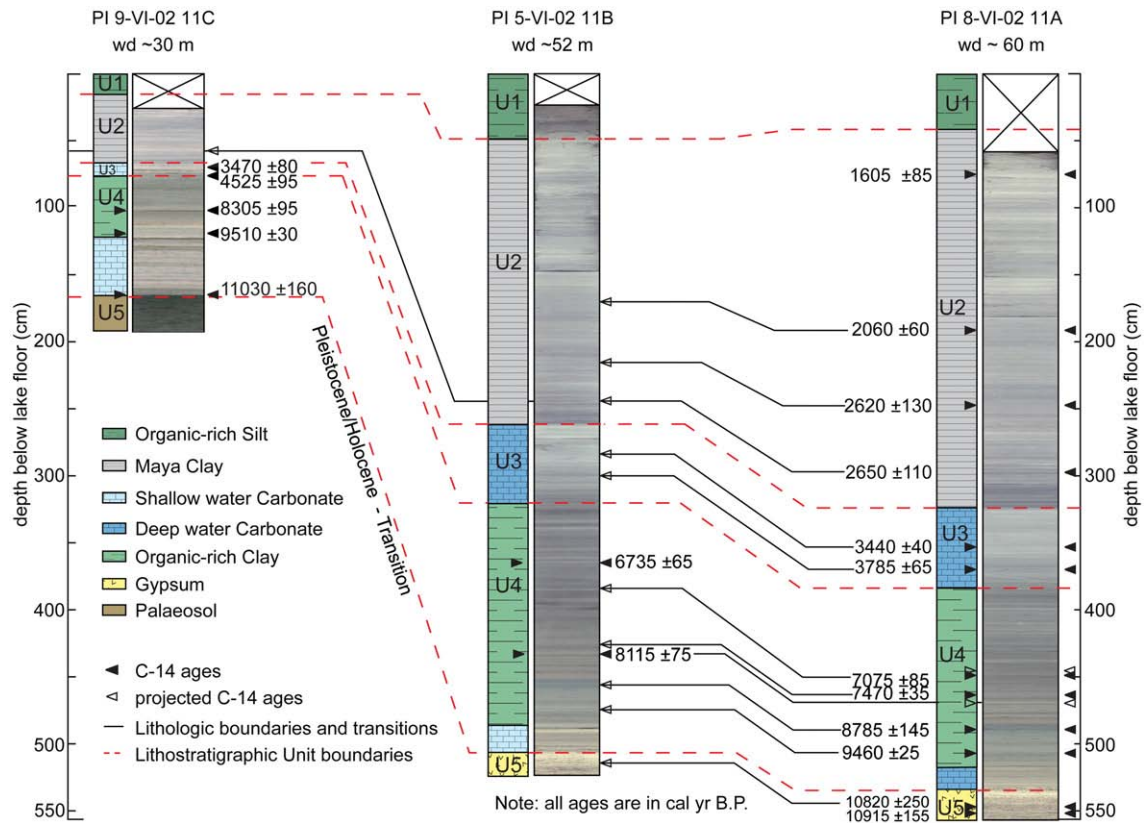 PI 9-VI-02 11C
wd ~30 m
PI 5-VI-02 11B
wd ~52 m
PI 8-VI-02 11A
wd ~ 60 m
depth below lake floor (cm)
100
200
300
400
500
550
U1
U2
U3
U4
U5
3470 ±80
4525 ±95
8305 ±95
9510 ±30
11030 ±160
Pleistocene/Holocene - Transition
Organic-rich Silt
Maya Clay
Shallow water Carbonate
Deep water Carbonate
Organic-rich Clay
Gypsum
Palaeosol
C-14 ages
projected C-14 ages
Lithologic boundaries and transitions
Lithostratigraphic Unit boundaries
U1
U2
U3
U4
U5
6735 ±65
8115 ±75
Note: all ages are in cal yr B.P.
1605 ±85
2060 ±60
2620 ±130
2650 ±110
3440 ±40
3785 ±65
7075 ±85
7470 ±35
8785 ±145
9460 ±25
10820 ±250
10915 ±155
U1
U2
U3
U4
U5
100
200
300
400
500
550
depth below lake floor (cm)